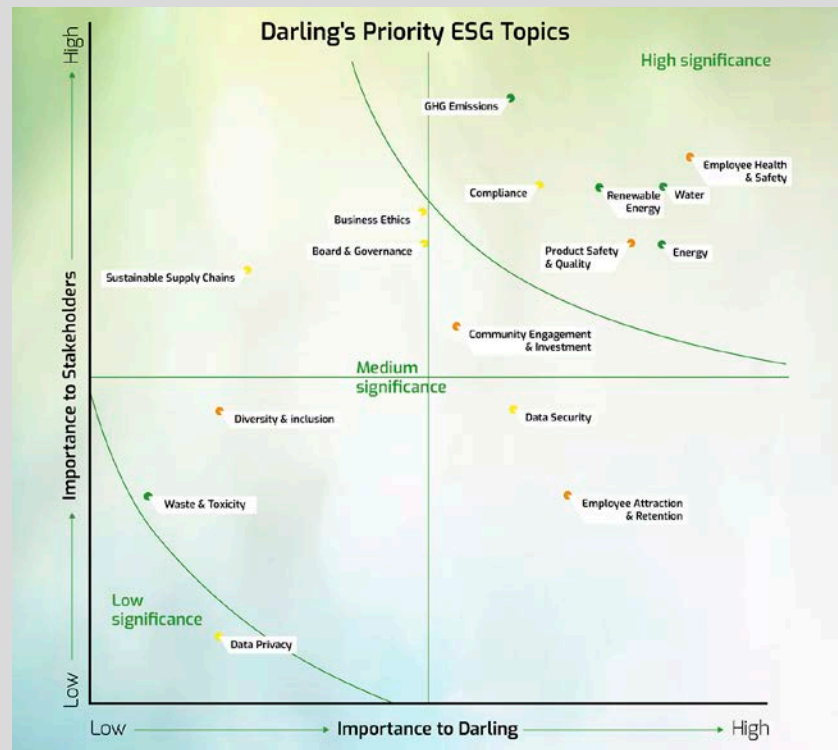 Darling's Priority ESG Topics
High
High significance
GHG Emissions
Employee Health
& Safety
Compliance
Renewable
Energy
Water
Business Ethics
Board & Governance
Product Safety
& Quality
Energy
Sustainable Supply Chains
Community Engagement
& Investment
Medium
significance
Importance to Stakeholders
Diversity & inclusion
Data Security
Waste & Toxicity
Employee Attraction
& Retention
Low
significance
Data Privacy
Low
Low
Importance to Darling
High